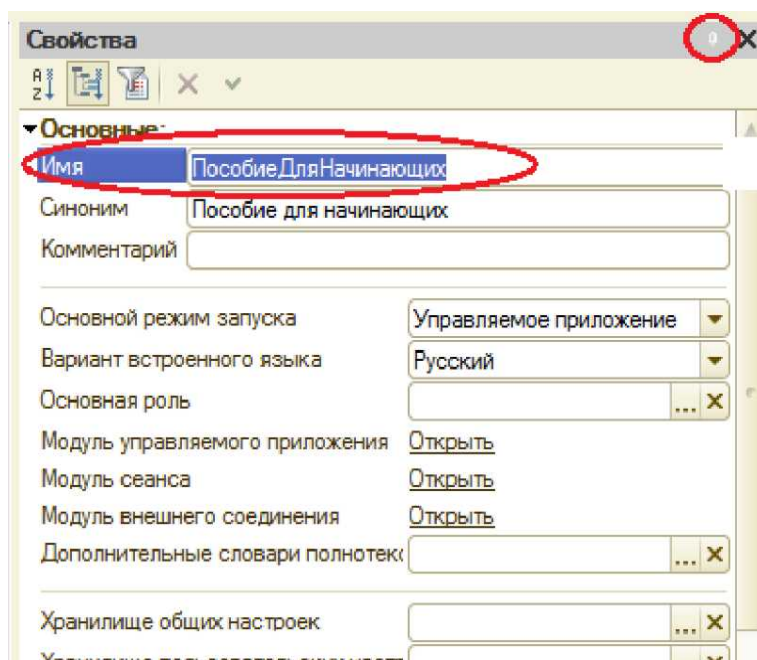 Свойства
Основные:
Имя ПособиеДляНачинающих
Синоним Пособие для начинающих
Комментарий
Основной режим запуска Управляемое приложение
Вариант встроенного языка Русский
Основная роль ... X
Модуль управляемого приложения Открыть
Модуль сеанса Открыть
Модуль внешнего соединения Открыть
Дополнительные словари полнотек ... X
Хранилище общих настроек ... X